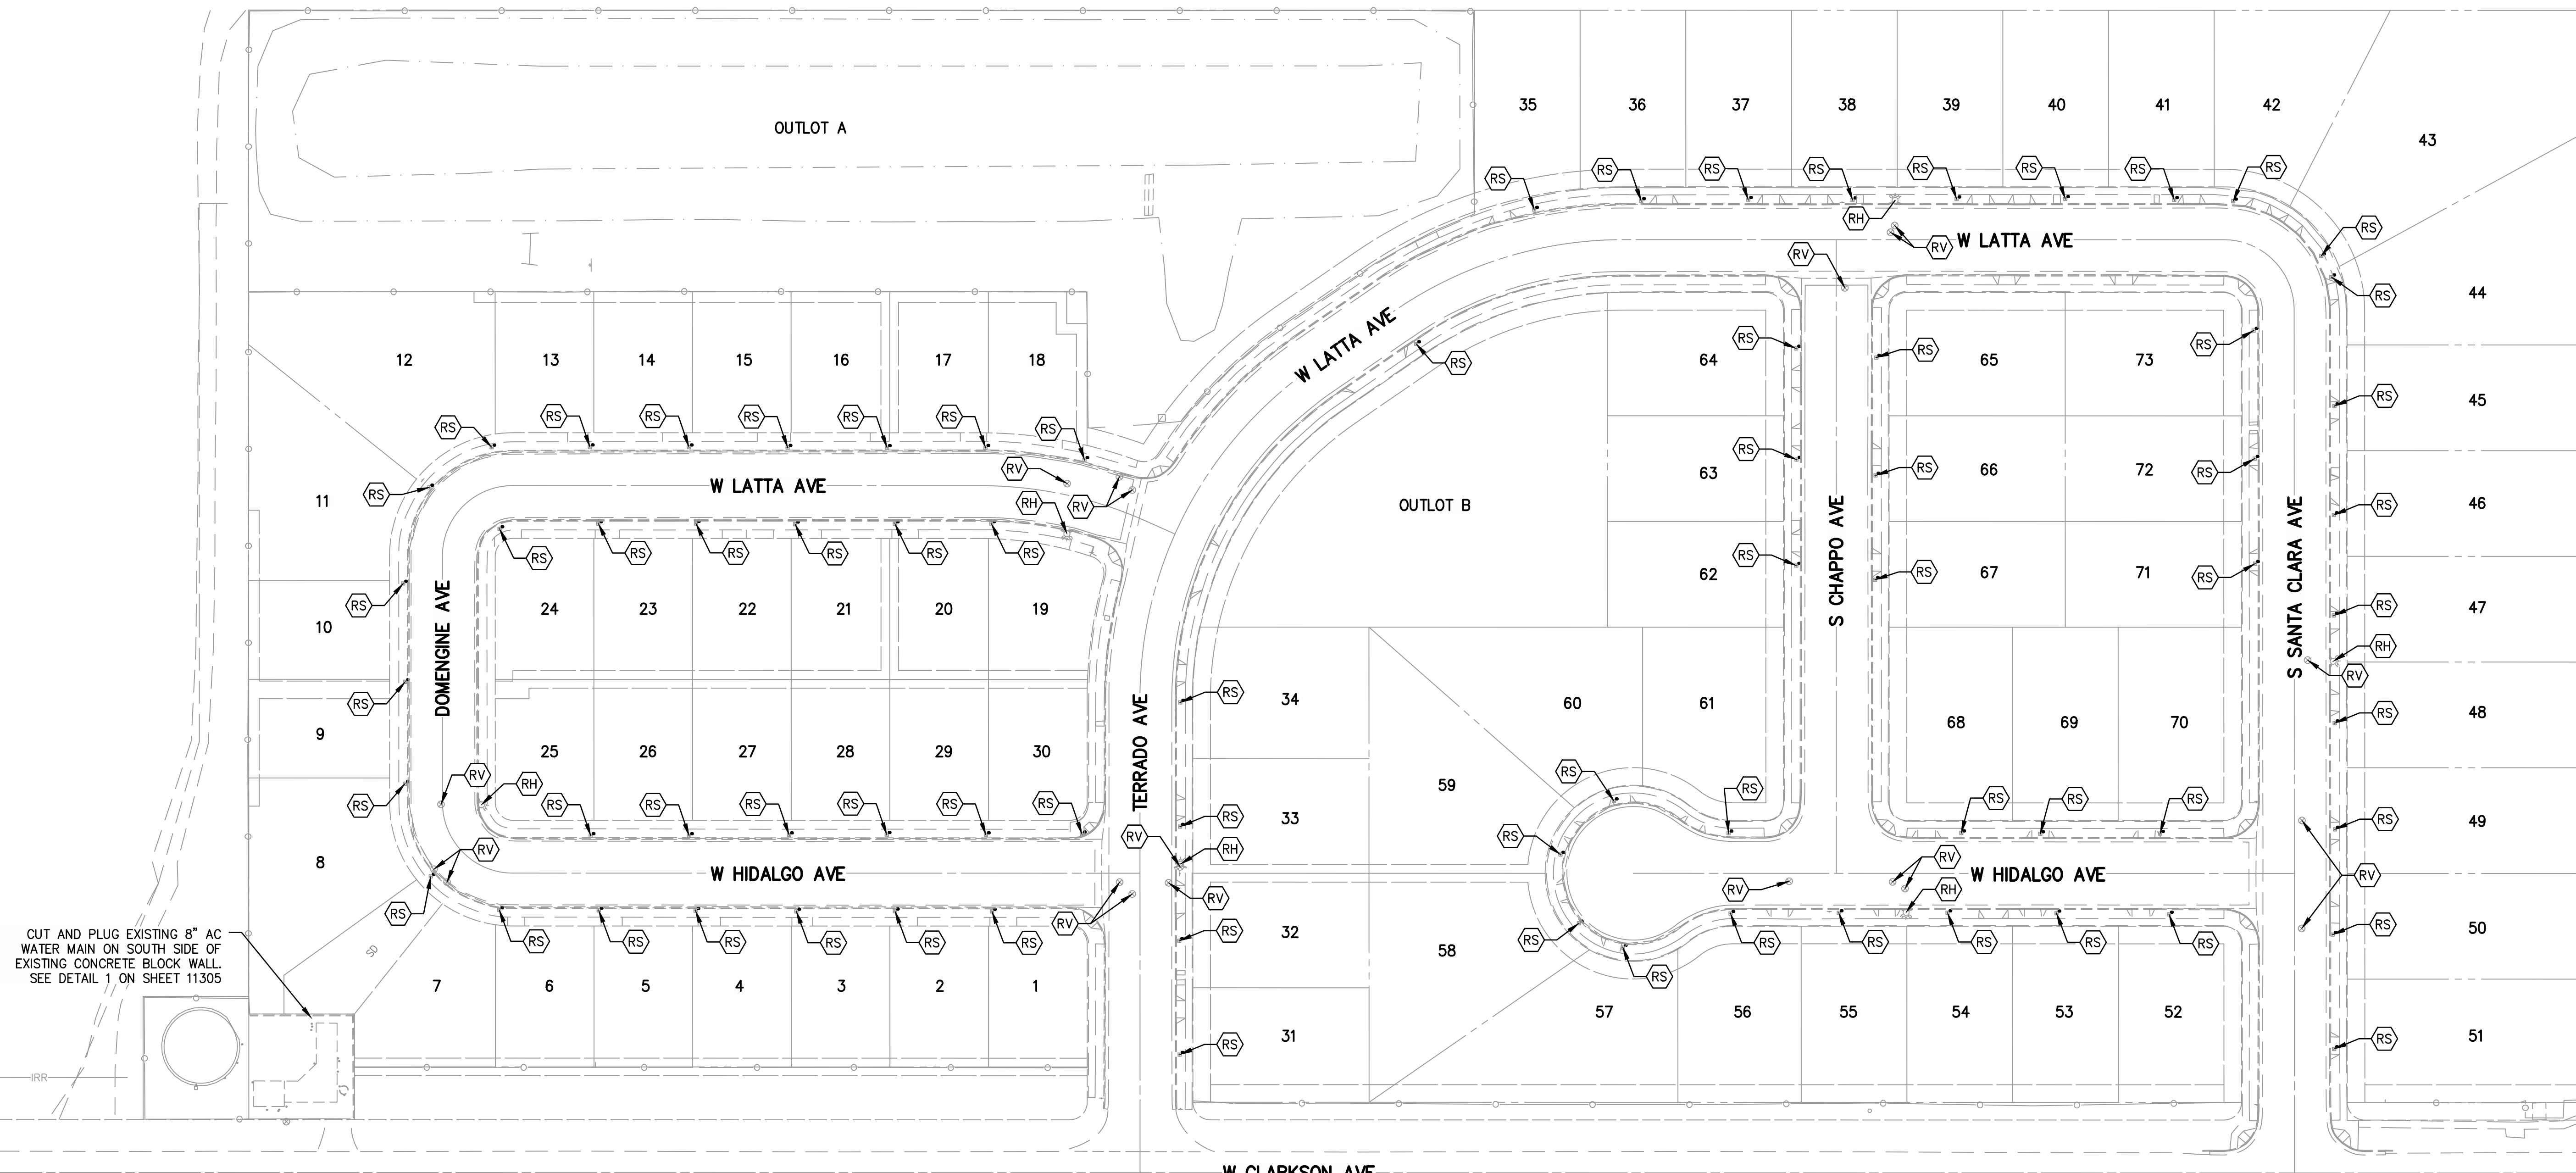 OUTLOT A
35
36
37
38
39
40
41
42
43
RS
RS
RS
RS
RS
RS
RS
RS
RH
RV
W LATTA AVE
RS
RV
RS
44
W LATTA AVE
RS
12
13
14
15
16
17
18
64
RS
RS
65
73
RS
RS
45
RS
RS
RS
RS
RS
RS
RS
RV
W LATTA AVE
RS
11
RH
RV
OUTLOT B
63
RS
RS
66
72
RS
RS
46
S CHAPPO AVE
S SANTA CLARA AVE
RS
RS
RS
RS
RS
RS
62
RS
RS
67
71
RS
RS
47
10
RS
DOMENGINE AVE
24
23
22
21
20
19
RH
RV
9
RS
TERRADO AVE
RS
34
60
61
68
69
70
RS
48
25
26
27
28
29
30
59
RV
RH
RS
RS
RS
RS
RS
RS
RS
RS
RS
RS
RS
RS
RS
33
RS
49
RV
RS
RV
RH
8
W HIDALGO AVE
RV
RV
RV
RH
W HIDALGO AVE
RV
RS
RV
RS
RS
RS
RS
RS
RS
RS
RS
32
58
RS
RS
RS
RS
RS
RS
RS
RS
50
CUT AND PLUG EXISTING 8" AC
WATER MAIN ON SOUTH SIDE OF
EXISTING CONCRETE BLOCK WALL.
SEE DETAIL 1 ON SHEET 11305
SD
7
6
5
4
3
2
1
RS
31
57
56
55
54
53
52
RS
51
IRR
W CLARKSON AVE